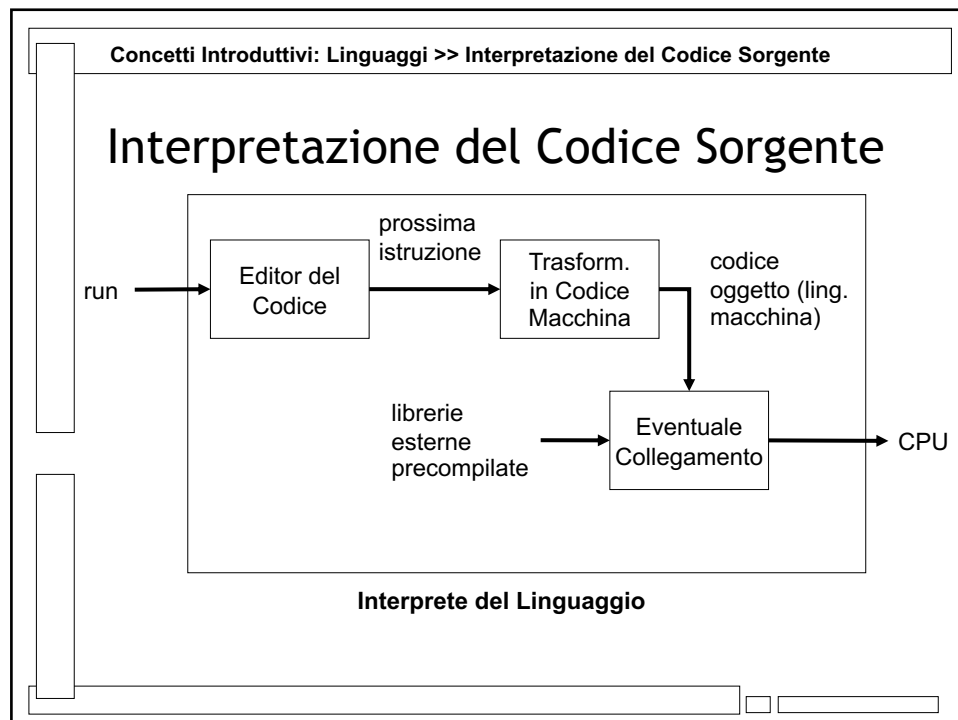 Concetti Introduttivi: Linguaggi >> Interpretazione del Codice Sorgente
Interpretazione del Codice Sorgente
run
Editor del
Codice
prossima
istruzione
Trasform.
in Codice
Macchina
codice
oggetto (ling.
macchina)
librerie
esterne
precompilate
Eventuale
Collegamento
CPU
Interprete del Linguaggio